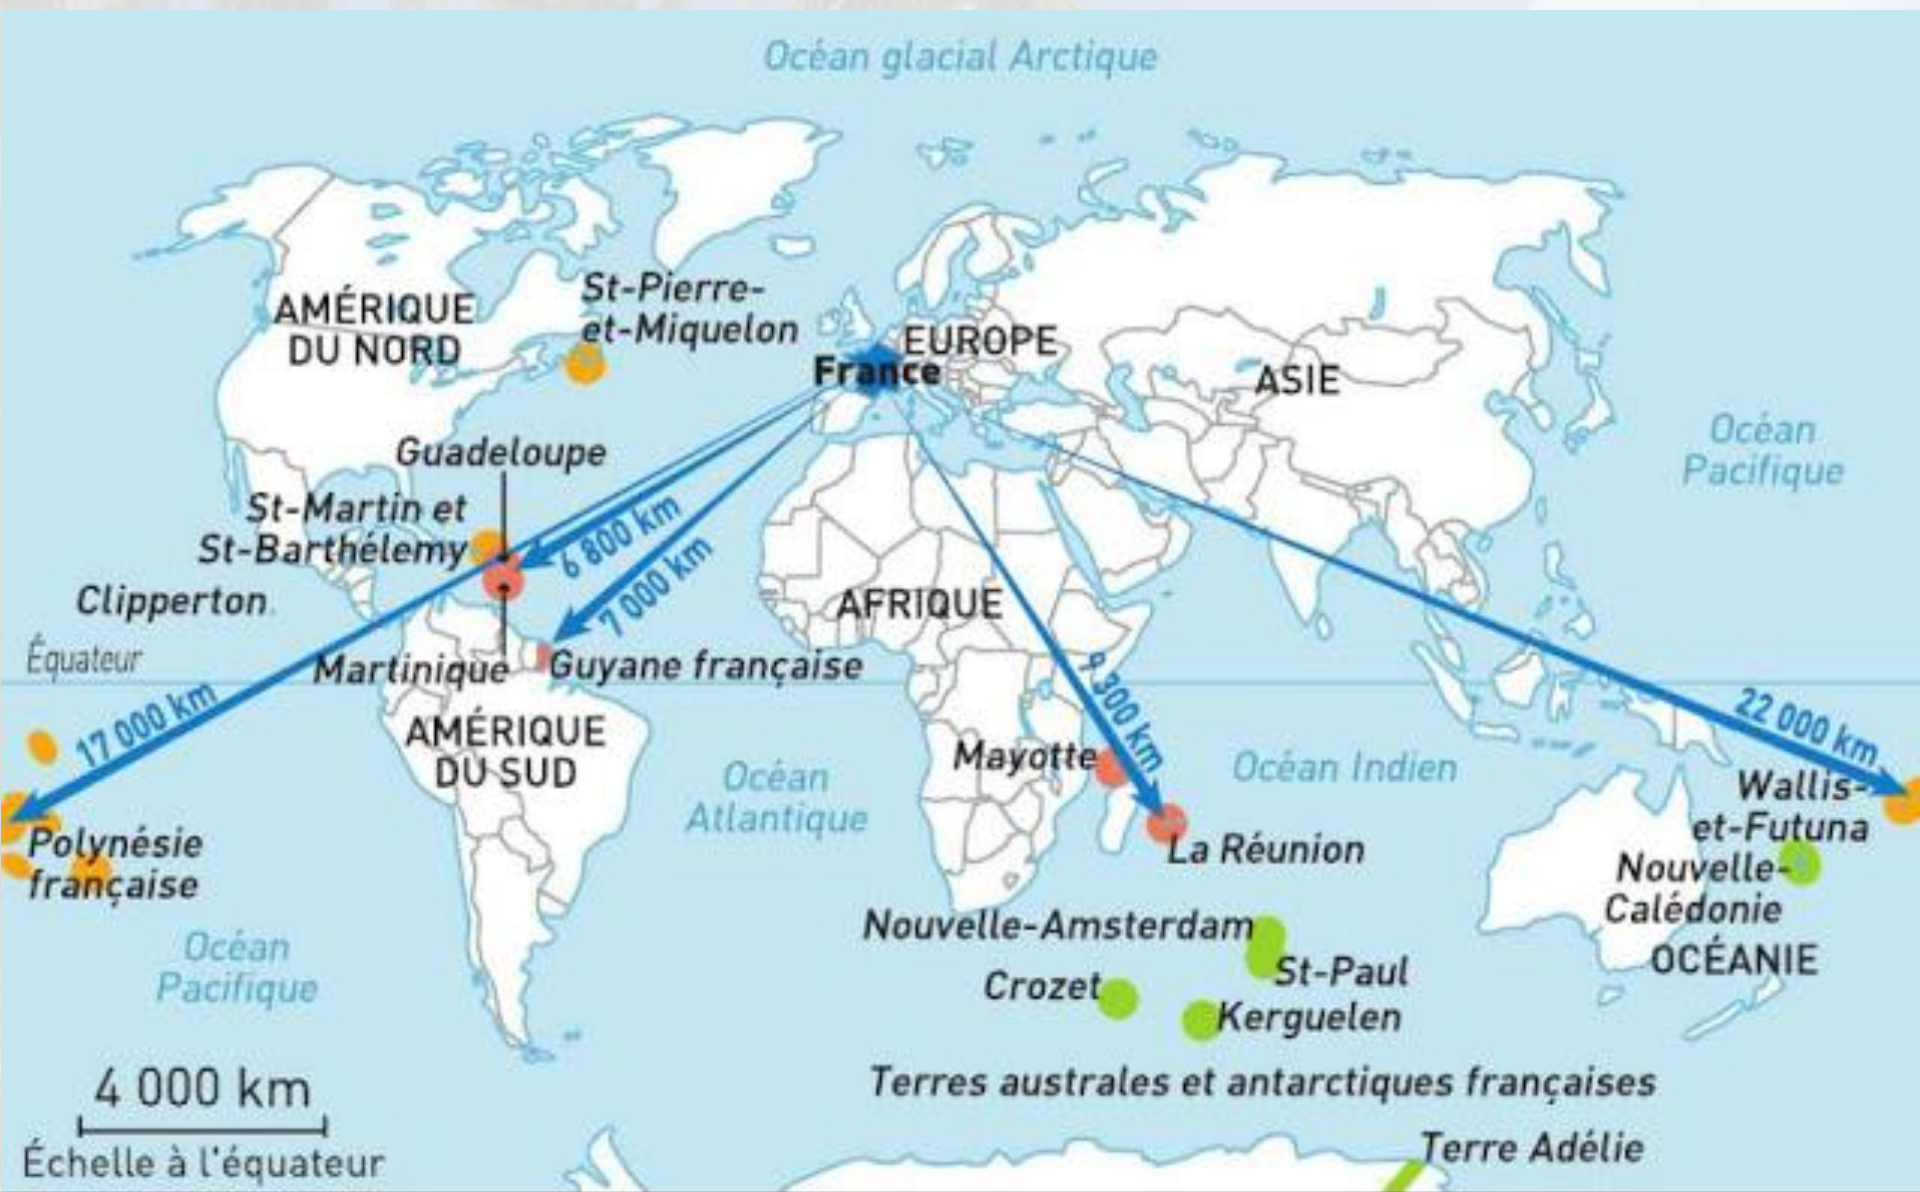 Océan glacial Arctique
St-Pierre-
et-Miquelon
AMÉRIQUE
DU NORD
EUROPE
France
ASIE
Océan
Pacifique
Guadeloupe
St-Martin et
St-Barthélemy
6 800 km
7 000 km
Clipperton
AFRIQUE
Équateur
Martinique
Guyane française
17 000 km
9 300 km
22 000 km
AMÉRIQUE
DU SUD
Mayotte
Océan Indien
Océan
Atlantique
Wallis-
et-Futuna
Polynésie
française
La Réunion
Nouvelle-
Calédonie
Nouvelle-Amsterdam
OCÉANIE
Océan
Pacifique
St-Paul
Crozet
Kerguelen
4 000 km
Terres australes et antarctiques françaises
Échelle à l'équateur
Terre Adélie